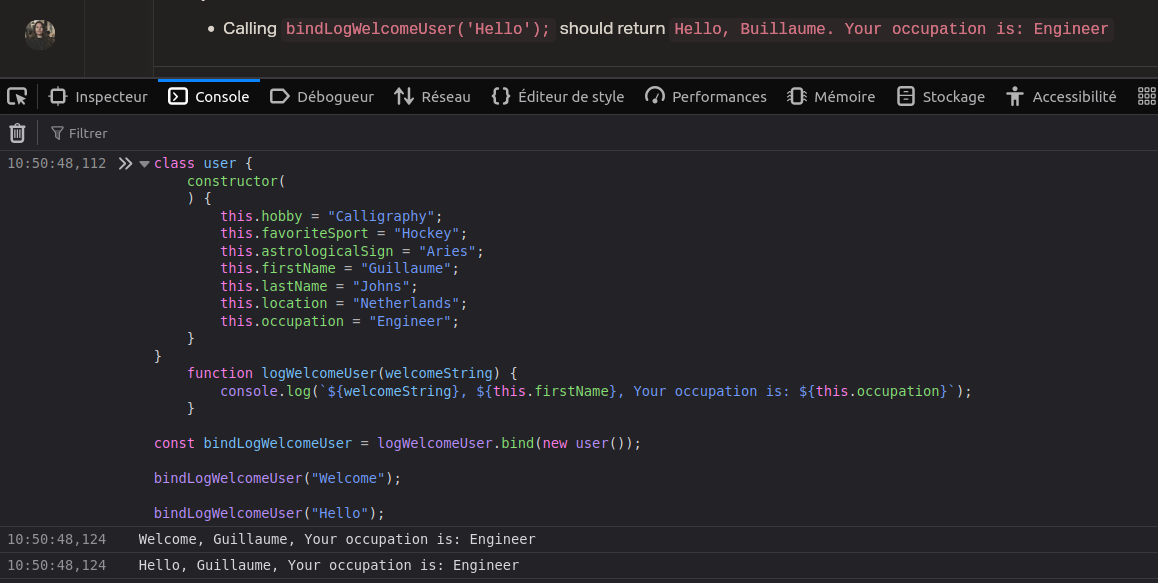 Calling bindLogWelcomeUser('Hello'); should return Hello, Buillaume. Your occupation is: Engineer
Inspecteur Console Débogueur Réseau Éditeur de style Performances Mémoire Stockage Accessibilité
Filtrer
10:50:48,112 class user {
constructor(
) {
this.hobby = "Calligraphy";
this.favoriteSport = "Hockey";
this.astrologicalSign = "Aries";
this.firstName = "Guillaume";
this.lastName = "Johns";
this.location = "Netherlands";
this.occupation = "Engineer";
}
}
function logWelcomeUser(welcomeString) {
console.log(`${welcomeString}, ${this.firstName}, Your occupation is: ${this.occupation}`);
}
const bindLogWelcomeUser = logWelcomeUser.bind(new user());
bindLogWelcomeUser("Welcome");
bindLogWelcomeUser("Hello");
10:50:48,124 Welcome, Guillaume, Your occupation is: Engineer
10:50:48,124 Hello, Guillaume, Your occupation is: Engineer